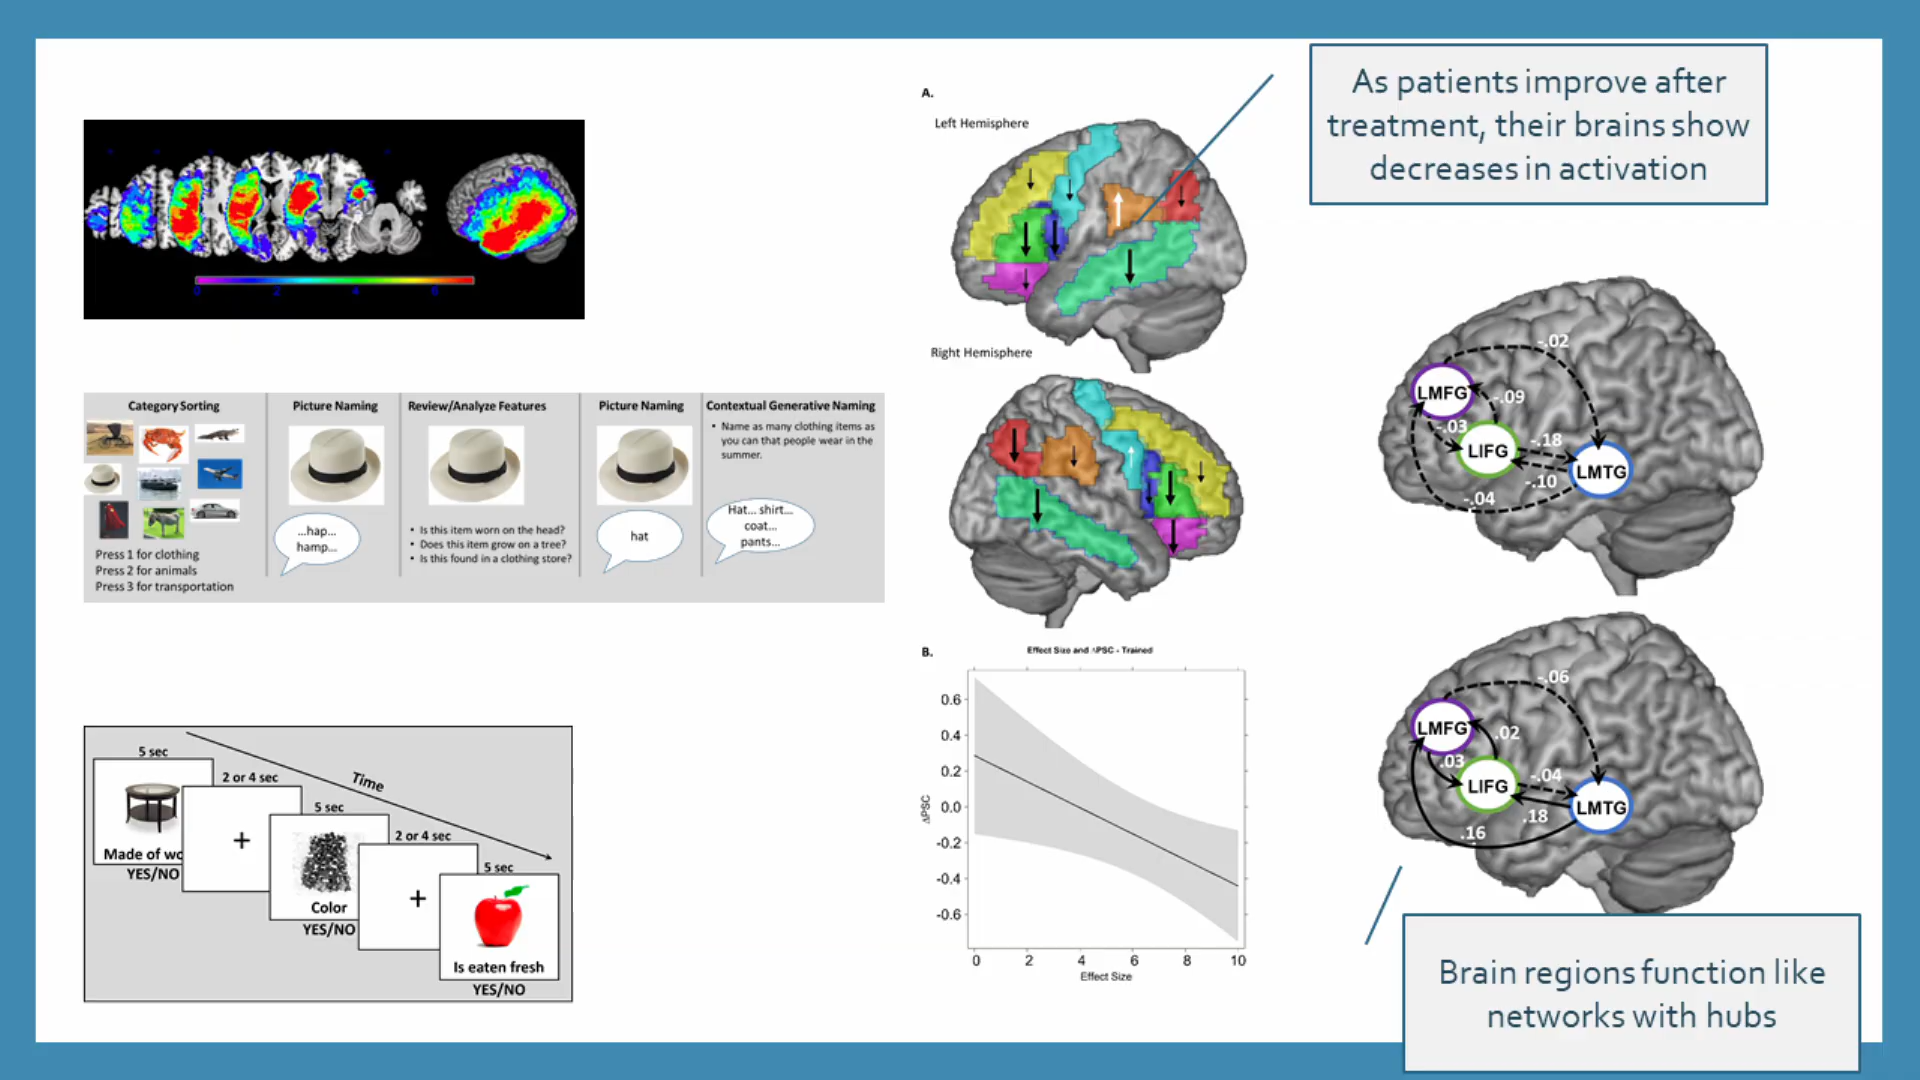 As patients improve after
treatment, their brains show
decreases in activation
A.
Left Hemisphere
Right Hemisphere
0 2 4 6
Category Sorting
Press 1 for clothing
Press 2 for animals
Press 3 for transportation
Picture Naming
...hap...
hamp...
Review/Analyze Features
• Is this item worn on the head?
• Does this item grow on a tree?
• Is this found in a clothing store?
Picture Naming
hat
Contextual Generative Naming
• Name as many clothing items as
you can that people wear in the
summer.
Hat... shirt...
coat...
pants...
5 sec
Made of wo
YES/NO
2 or 4 sec
+
Time
5 sec
Color
YES/NO
2 or 4 sec
+
5 sec
Is eaten fresh
YES/NO
B.
Effect Size and ΔPSC - Trained
ΔPSC
0.6
0.4
0.2
0.0
-0.2
-0.4
-0.6
0 2 4 6 8 10
Effect Size
-.02
LMFG
-.09
-.03
LIFG
-.18
LMTG
-.10
-.04
-.06
LMFG
.02
.03
LIFG
-.04
LMTG
.18
.16
Brain regions function like
networks with hubs